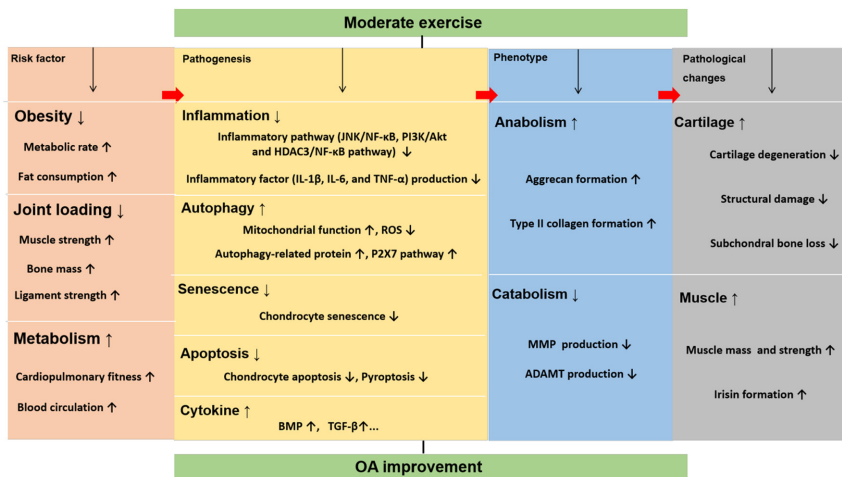 Moderate exercise
Risk factor
Obesity ↓
Metabolic rate ↑
Fat consumption ↑
Joint loading ↓
Muscle strength ↑
Bone mass ↑
Ligament strength ↑
Metabolism ↑
Cardiopulmonary fitness ↑
Blood circulation ↑
Pathogenesis
Inflammation ↓
Inflammatory pathway (JNK/NF-κB, PI3K/Akt
and HDAC3/NF-κB pathway) ↓
Inflammatory factor (IL-1β, IL-6, and TNF-α) production ↓
Autophagy ↑
Mitochondrial function ↑, ROS ↓
Autophagy-related protein ↑, P2X7 pathway ↑
Senescence ↓
Chondrocyte senescence ↓
Apoptosis ↓
Chondrocyte apoptosis ↓, Pyroptosis ↓
Cytokine ↑
BMP ↑, TGF-β↑...
Phenotype
Anabolism ↑
Aggrecan formation ↑
Type II collagen formation ↑
Catabolism ↓
MMP production ↓
ADAMT production ↓
Pathological
changes
Cartilage ↑
Cartilage degeneration ↓
Structural damage ↓
Subchondral bone loss ↓
Muscle ↑
Muscle mass and strength ↑
Irisin formation ↑
OA improvement